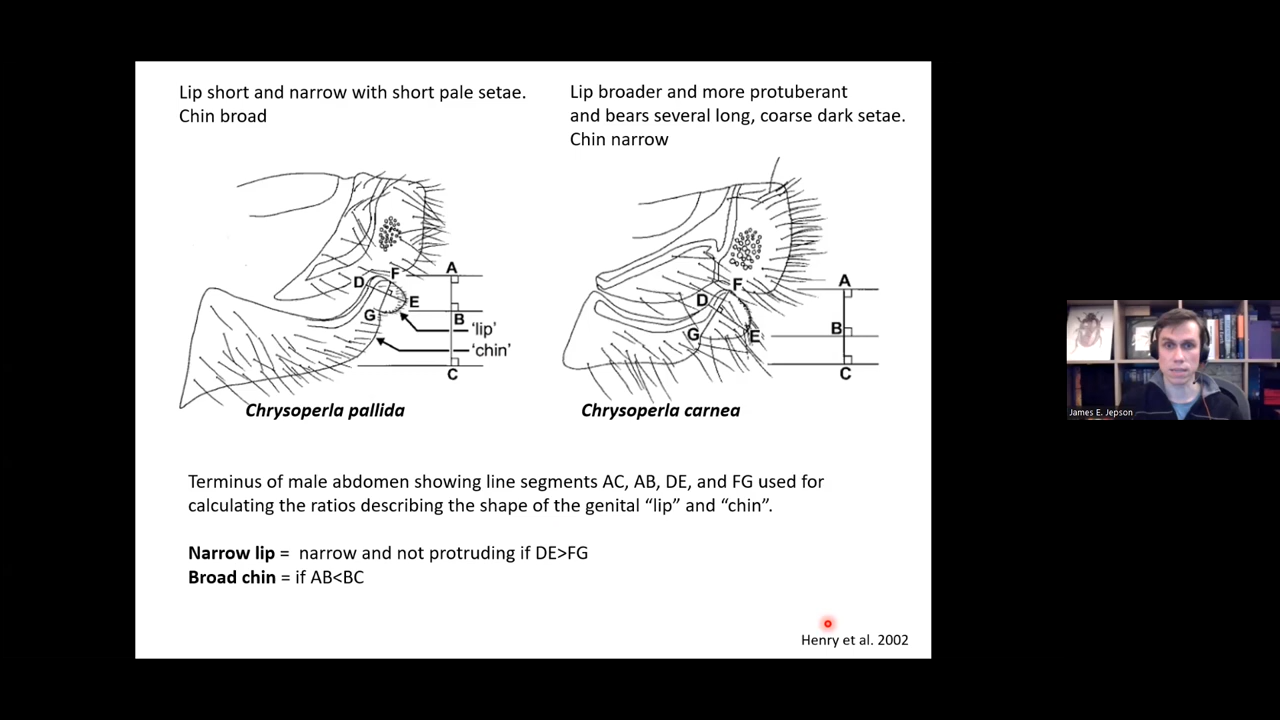 Lip short and narrow with short pale setae.
Chin broad
Lip broader and more protuberant
and bears several long, coarse dark setae.
Chin narrow
A
F
D
E
G
B
'lip'
'chin'
C
Chrysoperla pallida
A
F
D
B
G
E
C
Chrysoperla carnea
Terminus of male abdomen showing line segments AC, AB, DE, and FG used for
calculating the ratios describing the shape of the genital “lip” and “chin”.
Narrow lip = narrow and not protruding if DE>FG
Broad chin = if AB<BC
Henry et al. 2002
James E. Jepson